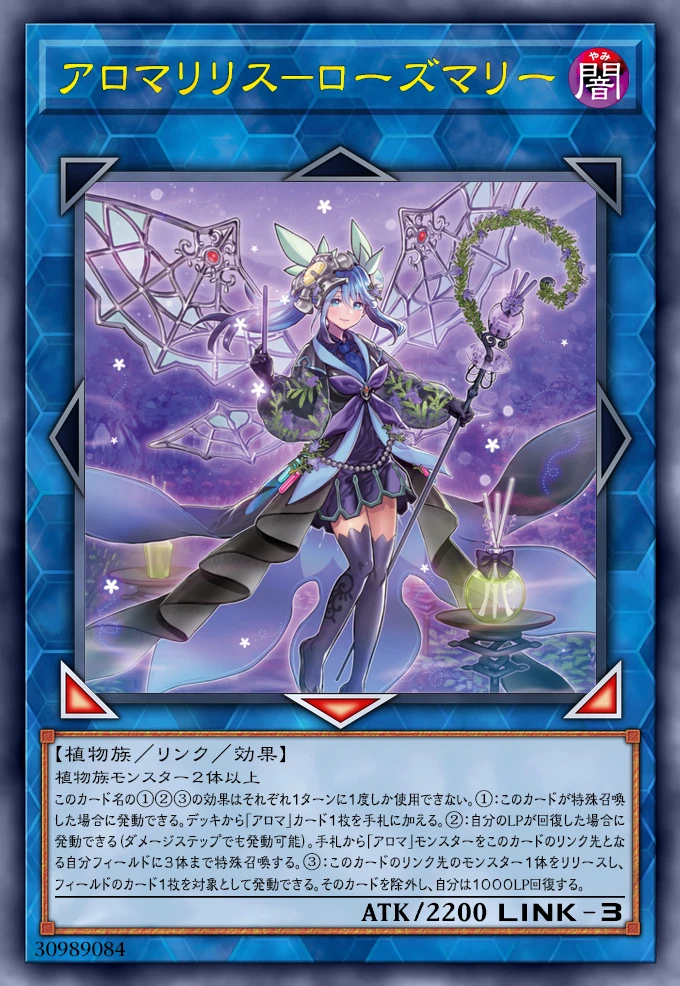 アロマリリスーローズマリー
やみ
闇
【植物族／リンク／効果】
植物族モンスター２体以上
このカード名の①②③の効果はそれぞれ１ターンに１度しか使用できない。①：このカードが特殊召喚
した場合に発動できる。デッキから「アロマ」カード１枚を手札に加える。②：自分のLPが回復した場合に
発動できる（ダメージステップでも発動可能）。手札から「アロマ」モンスターをこのカードのリンク先とな
る自分フィールドに３体まで特殊召喚する。③：このカードのリンク先のモンスター１体をリリースし、
フィールドのカード１枚を対象として発動できる。そのカードを除外し、自分は１０００LP回復する。
ATK/2200 LINK-3
30989084